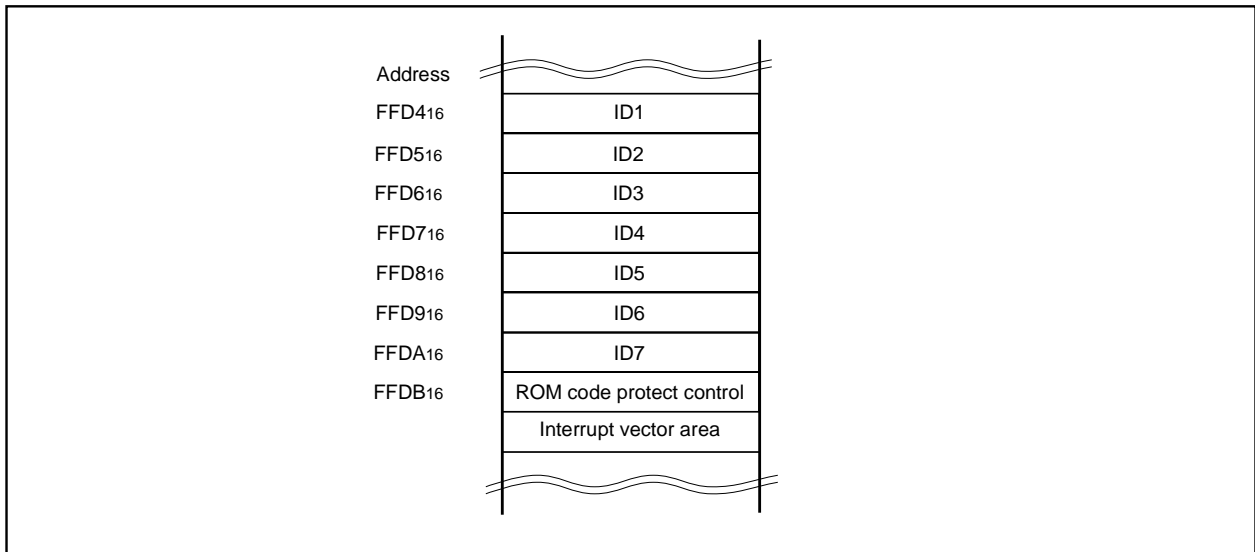 Address
FFD416 ID1
FFD516 ID2
FFD616 ID3
FFD716 ID4
FFD816 ID5
FFD916 ID6
FFDA16 ID7
FFDB16 ROM code protect control
Interrupt vector area